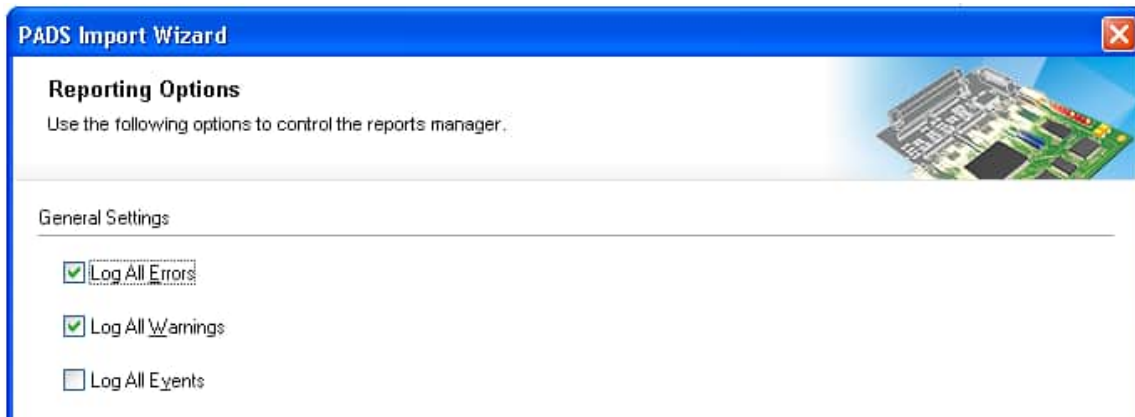 PADS Import Wizard
Reporting Options
Use the following options to control the reports manager.
General Settings
Log All Errors
Log All Warnings
Log All Events